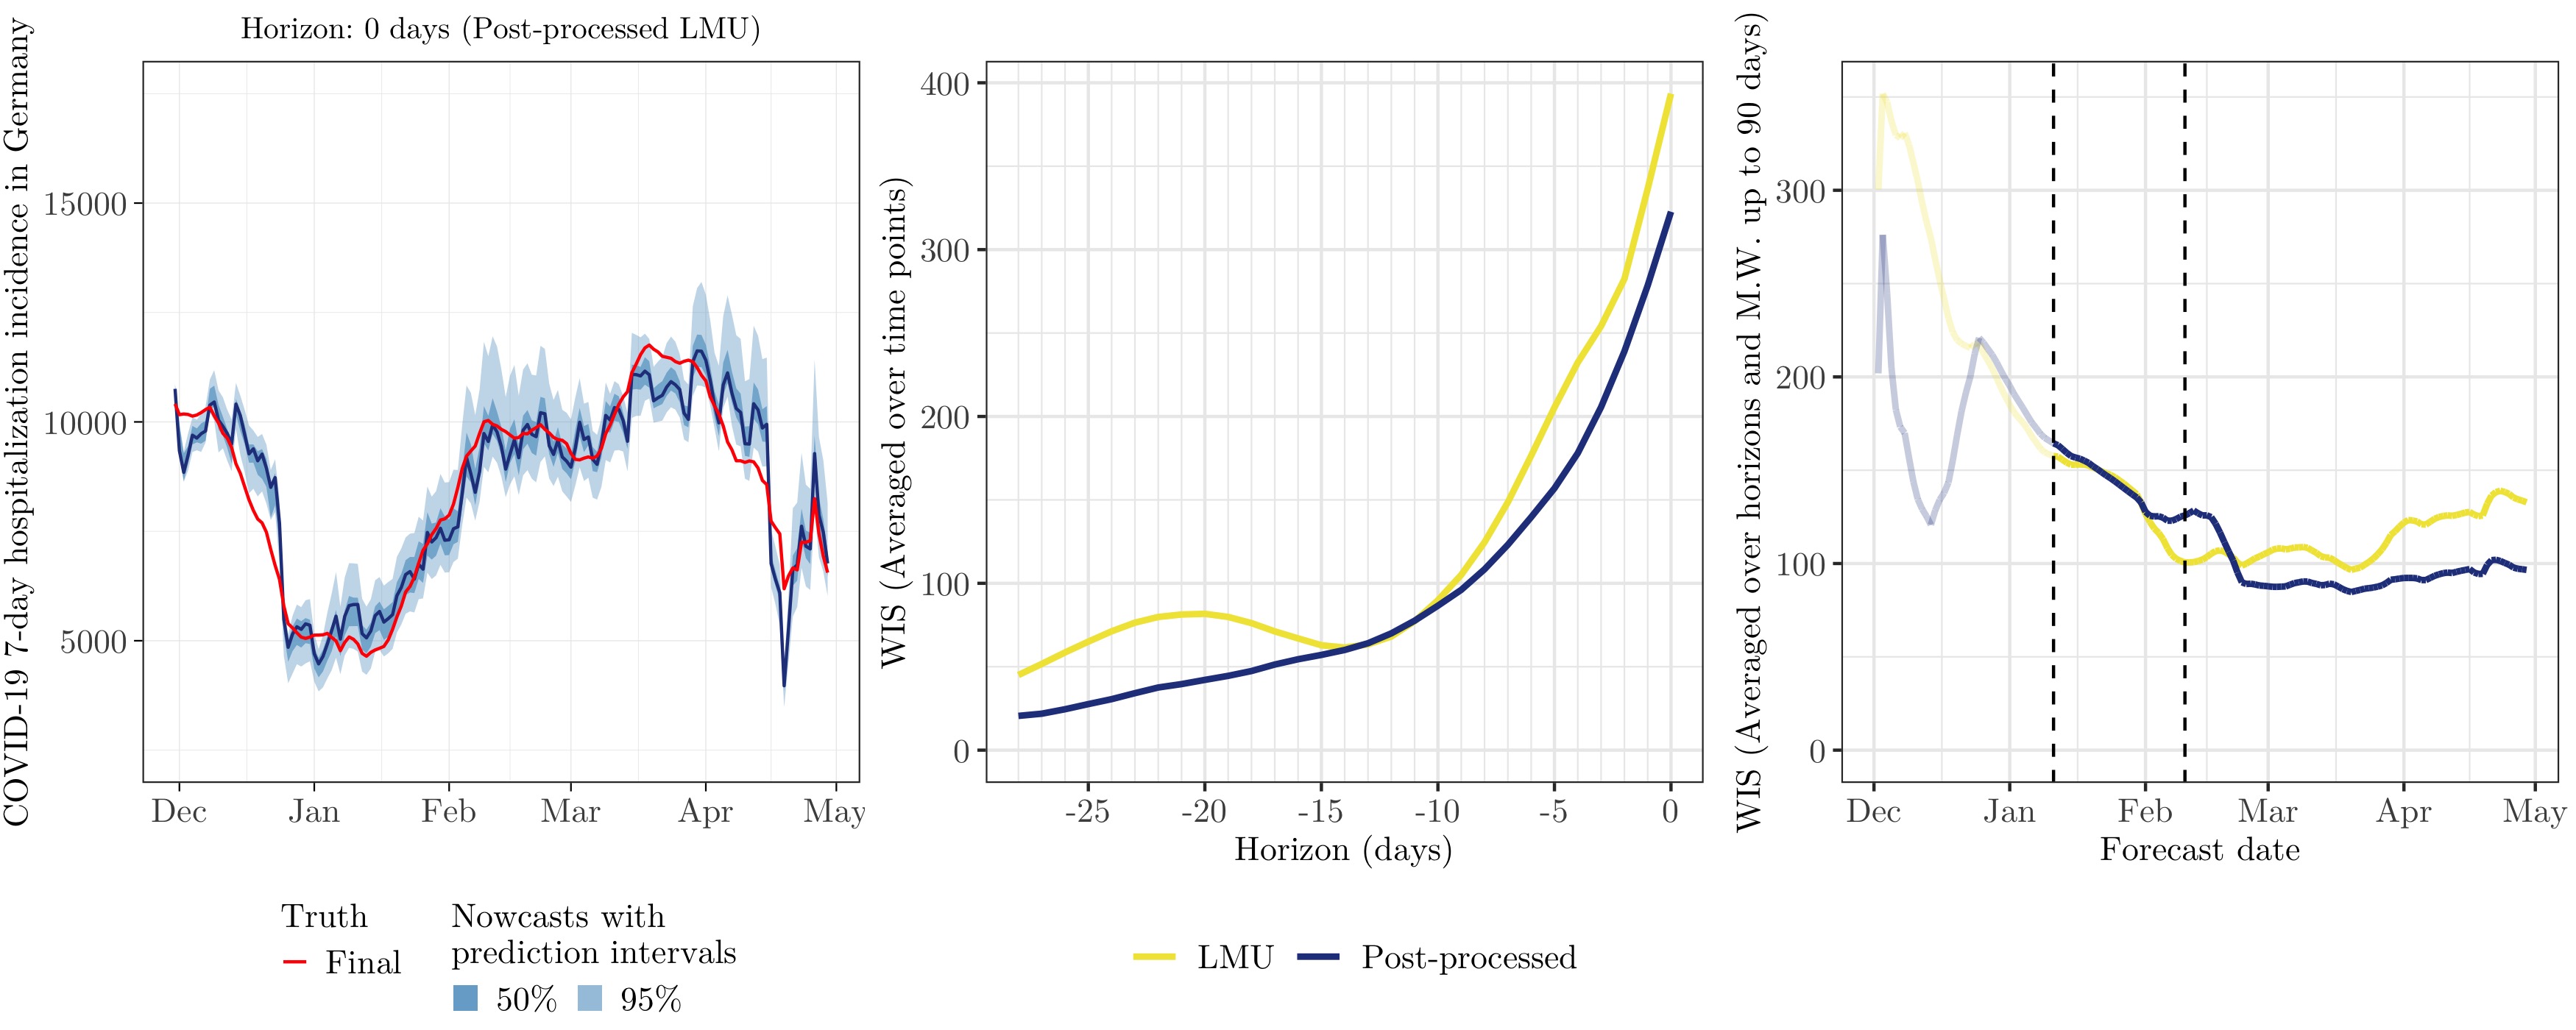 Horizon: 0 days (Post-processed LMU)
COVID-19 7-day hospitalization incidence in Germany
15000
10000
5000
Dec Jan Feb Mar Apr May
Truth
Final
Nowcasts with
prediction intervals
50% 95%
WIS (Averaged over time points)
400
300
200
100
0
-25 -20 -15 -10 -5 0
Horizon (days)
LMU Post-processed
WIS (Averaged over horizons and M.W. up to 90 days)
300
200
100
0
Dec Jan Feb Mar Apr May
Forecast date